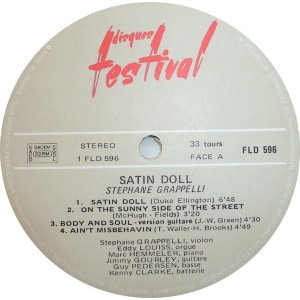 disques
festival
SACEM
SACD
SDRM
SGDL
STEREO
1 FLD 596
33 tours
FACE A
FLD 596
SATIN DOLL
STEPHANE GRAPPELLI
1. SATIN DOLL (Duke Ellington) 6'48
2. ON THE SUNNY SIDE OF THE STREET
(McHugh - Fields) 3'20
3. BODY AND SOUL-version guitare (J.-W. Green) 4'30
4. AIN'T MISBEHAVIN (T. Waller-H. Brooks) 4'49
Stephane GRAPPELLI, violon
Eddy LOUISS, orgue
Marc HEMMELER, piano
Jimmy GOURLEY, guitare
Guy PEDERSEN, basse
Kenny CLARKE, batterie